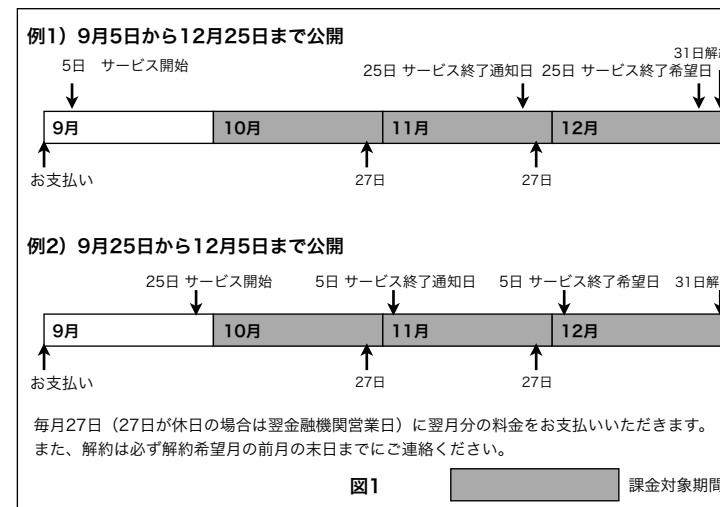 例1）9月5日から12月25日まで公開
31日解
5日　サービス開始
25日 サービス終了通知日 25日 サービス終了希望日
9月 10月 11月 12月
お支払い 27日 27日
例2）9月25日から12月5日まで公開
25日 サービス開始 5日 サービス終了通知日 5日 サービス終了希望日 31日解
9月 10月 11月 12月
お支払い 27日 27日
毎月27日（27日が休日の場合は翌金融機関営業日）に翌月分の料金をお支払いいただきます。
また、解約は必ず解約希望月の前月の末日までにご連絡ください。
図1 課金対象期間